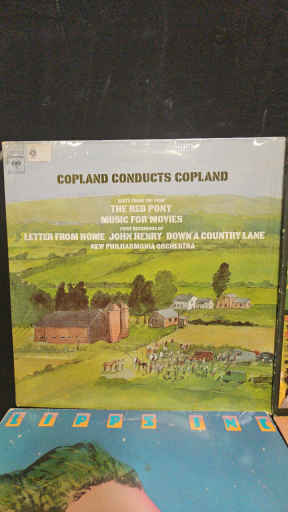 COPLAND CONDUCTS COPLAND
SUITE FROM THE FILM
THE RED PONY
MUSIC FOR MOVIES
FIRST RECORDINGS OF
LETTER FROM HOME JOHN HENRY DOWN A COUNTRY LANE
NEW PHILHARMONIA ORCHESTRA